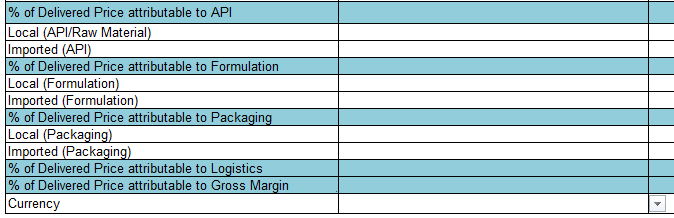 % of Delivered Price attributable to API
Local (API/Raw Material)
Imported (API)
% of Delivered Price attributable to Formulation
Local (Formulation)
Imported (Formulation)
% of Delivered Price attributable to Packaging
Local (Packaging)
Imported (Packaging)
% of Delivered Price attributable to Logistics
% of Delivered Price attributable to Gross Margin
Currency